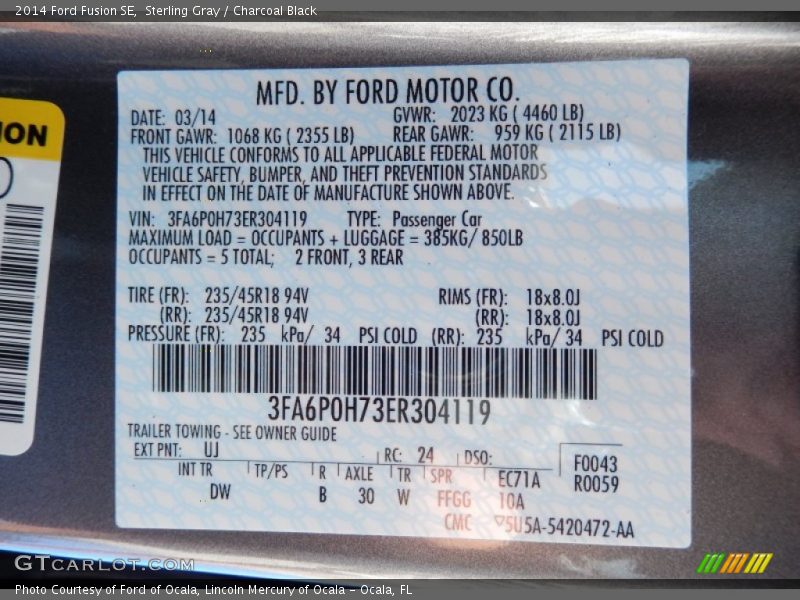 2014 Ford Fusion SE, Sterling Gray / Charcoal Black
MFD. BY FORD MOTOR CO.
DATE: 03/14 GVWR: 2023 KG ( 4460 LB)
FRONT GAWR: 1068 KG ( 2355 LB) REAR GAWR: 959 KG ( 2115 LB)
THIS VEHICLE CONFORMS TO ALL APPLICABLE FEDERAL MOTOR
VEHICLE SAFETY, BUMPER, AND THEFT PREVENTION STANDARDS
IN EFFECT ON THE DATE OF MANUFACTURE SHOWN ABOVE.
VIN: 3FA6P0H73ER304119 TYPE: Passenger Car
MAXIMUM LOAD = OCCUPANTS + LUGGAGE = 385KG/ 850LB
OCCUPANTS = 5 TOTAL; 2 FRONT, 3 REAR
TIRE (FR): 235/45R18 94V RIMS (FR): 18x8.0J
(RR): 235/45R18 94V (RR): 18x8.0J
PRESSURE (FR): 235 kPa/ 34 PSI COLD (RR): 235 kPa/ 34 PSI COLD
3FA6P0H73ER304119
TRAILER TOWING - SEE OWNER GUIDE
EXT PNT: UJ RC: 24 DSO: F0043
INT TR TP/PS R AXLE TR SPR EC71A R0059
DW B 30 W FFGG 10A
CMC 5U5A-5420472-AA
ION
GTCARLOT.COM
Photo Courtesy of Ford of Ocala, Lincoln Mercury of Ocala - Ocala, FL